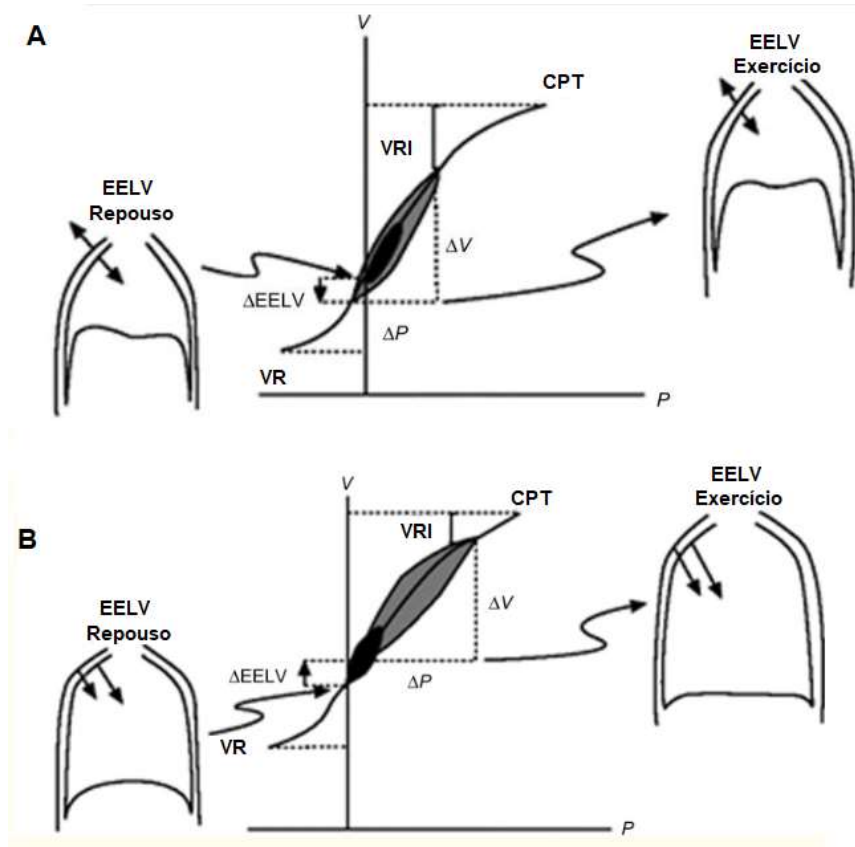 A
V
EELV
Exercício
CPT
VRI
EELV
Repouso
ΔV
ΔEELV
ΔP
VR
P
B
V
EELV
Exercício
CPT
VRI
EELV
Repouso
ΔV
ΔEELV
ΔP
VR
P